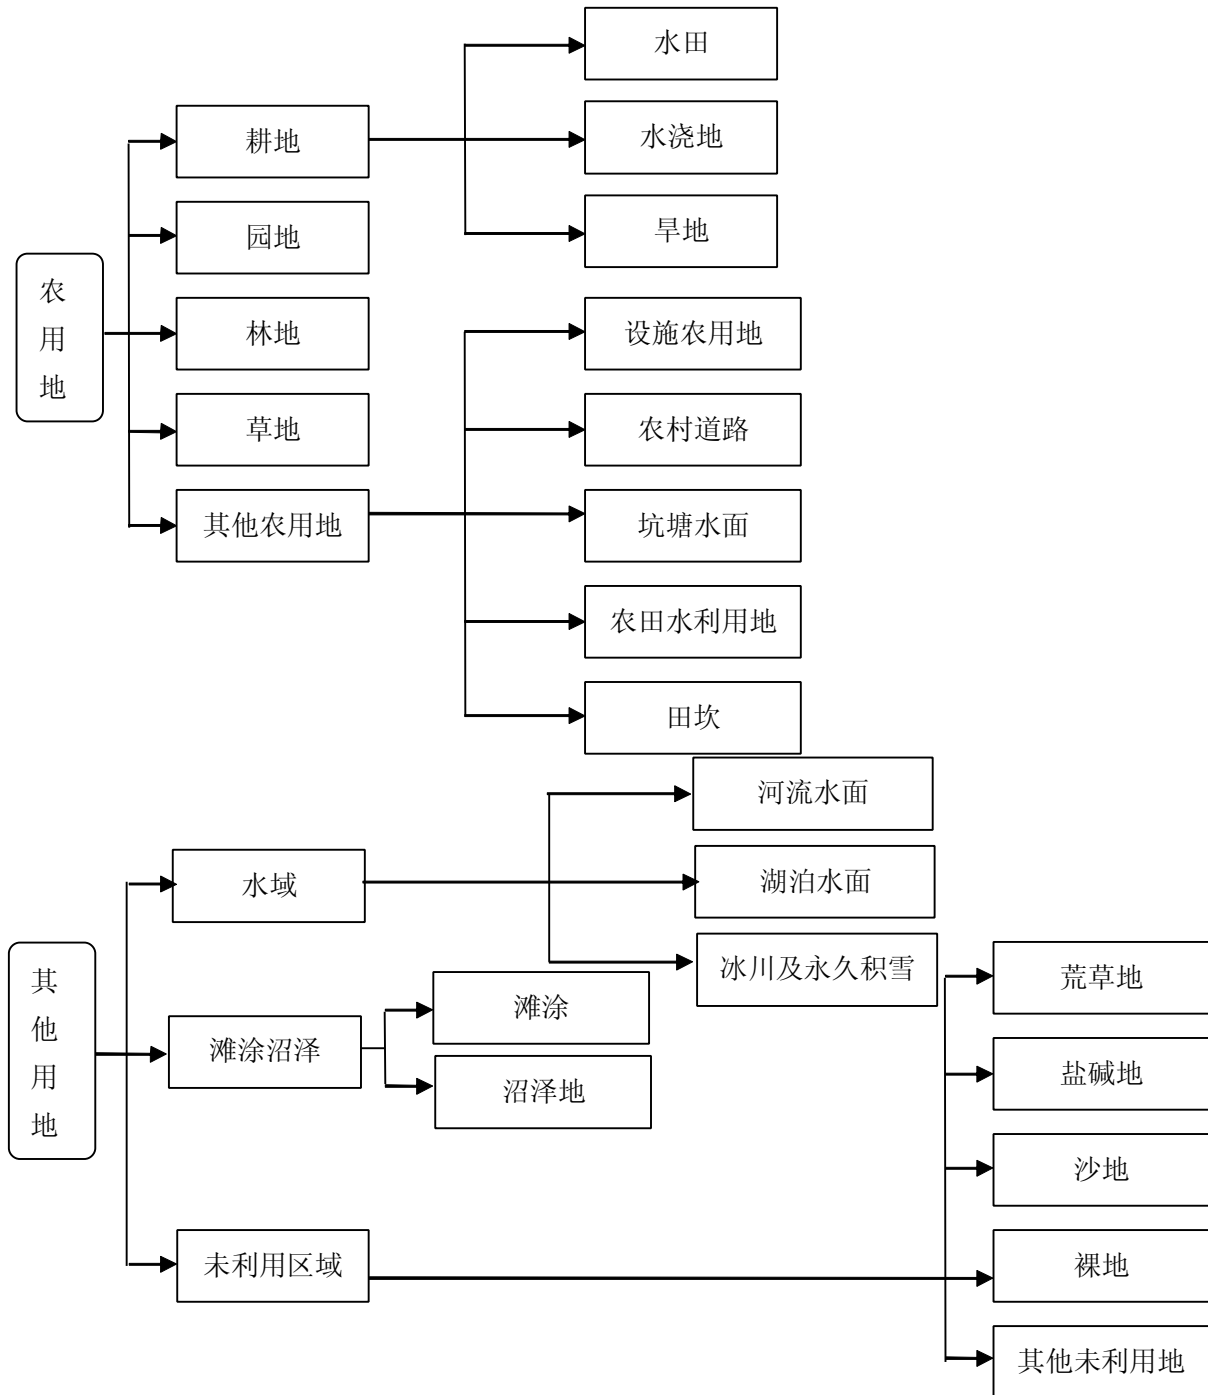 农用地
耕地
水田
水浇地
旱地
园地
林地
草地
其他农用地
设施农用地
农村道路
坑塘水面
农田水利用地
田坎
其他用地
水域
河流水面
湖泊水面
冰川及永久积雪
滩涂沼泽
滩涂
沼泽地
未利用区域
荒草地
盐碱地
沙地
裸地
其他未利用地